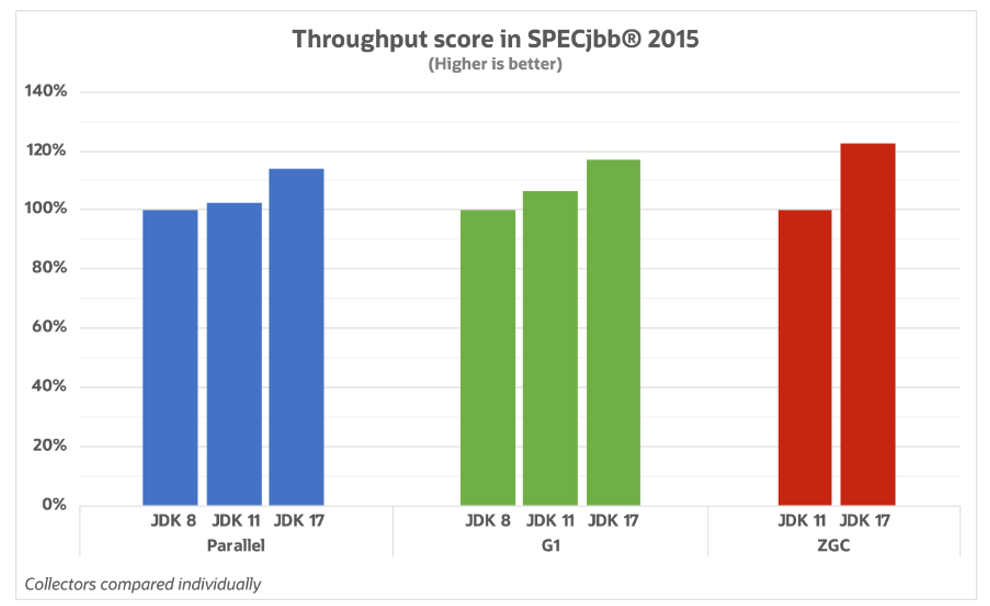 Throughput score in SPECjbb® 2015
(Higher is better)
140%
120%
100%
80%
60%
40%
20%
0%
JDK 8 JDK 11 JDK 17 JDK 8 JDK 11 JDK 17 JDK 11 JDK 17
Parallel G1 ZGC
Collectors compared individually